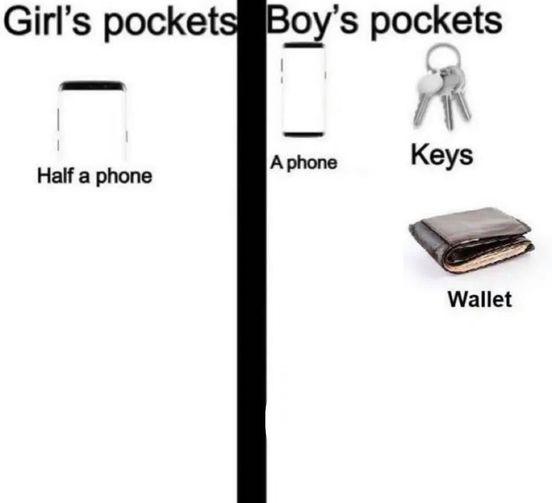 Girl's pockets
Half a phone
Boy's pockets
A phone
Keys
Wallet